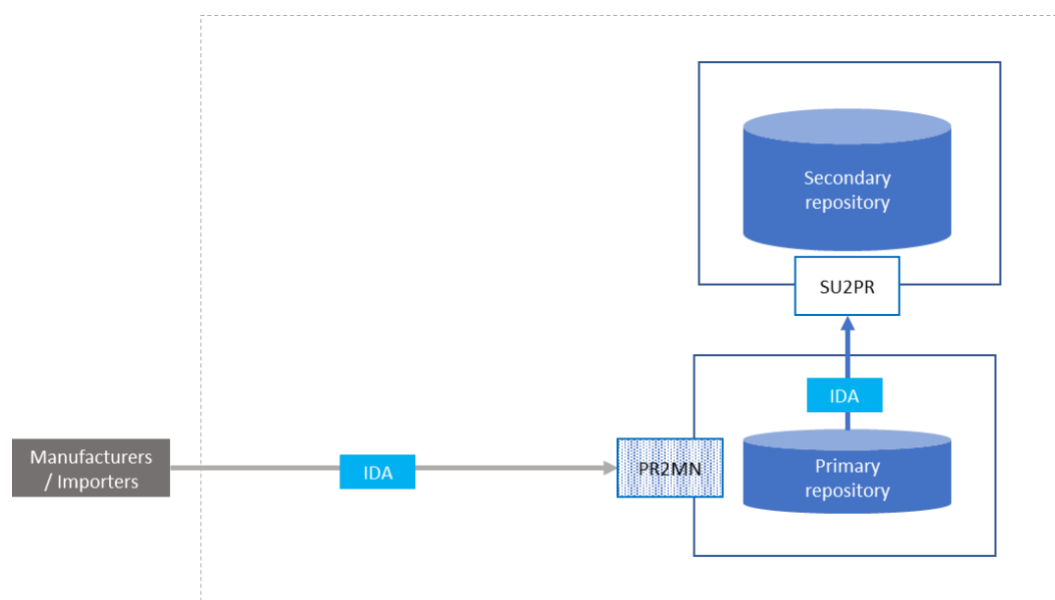 Secondary
repository
SU2PR
IDA
Manufacturers
/ Importers
IDA
PR2MN
Primary
repository